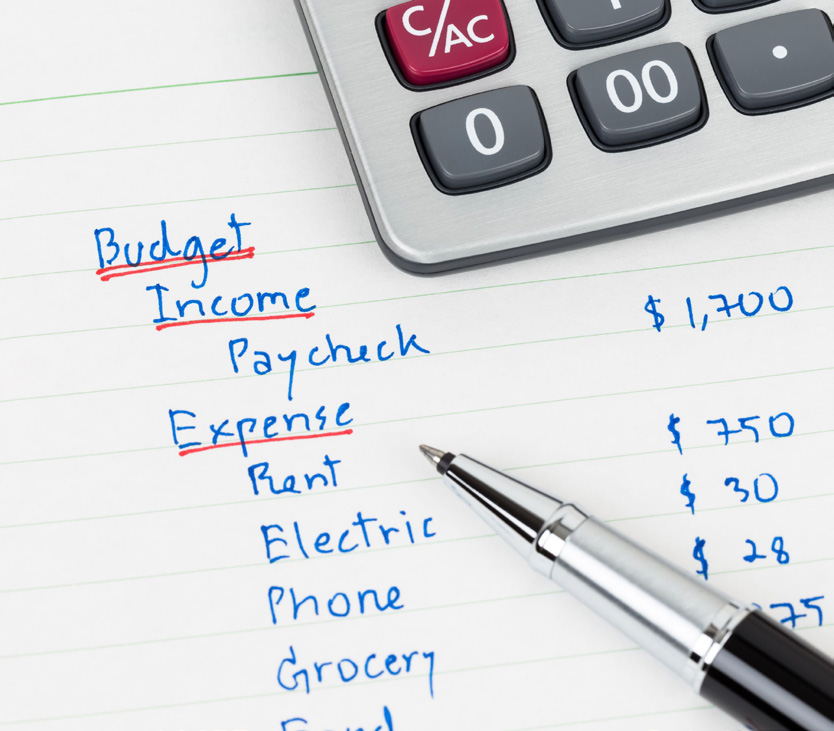 C/AC
0 00 .
Budget
Income
Paycheck $ 1,700
Expense
Rent $ 750
Electric $ 30
Phone $ 28
Grocery